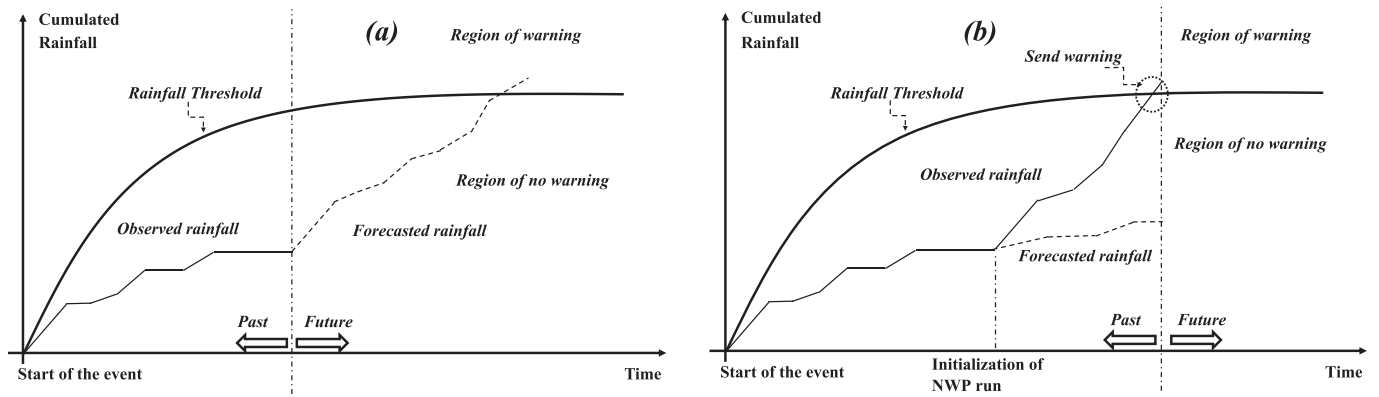 Cumulated
Rainfall
(a)
Region of warning
Rainfall Threshold
Region of no warning
Observed rainfall
Forecasted rainfall
Past
Future
Start of the event
Time
Cumulated
Rainfall
(b)
Region of warning
Send warning
Rainfall Threshold
Region of no warning
Observed rainfall
Forecasted rainfall
Past
Future
Start of the event
Initialization of
NWP run
Time